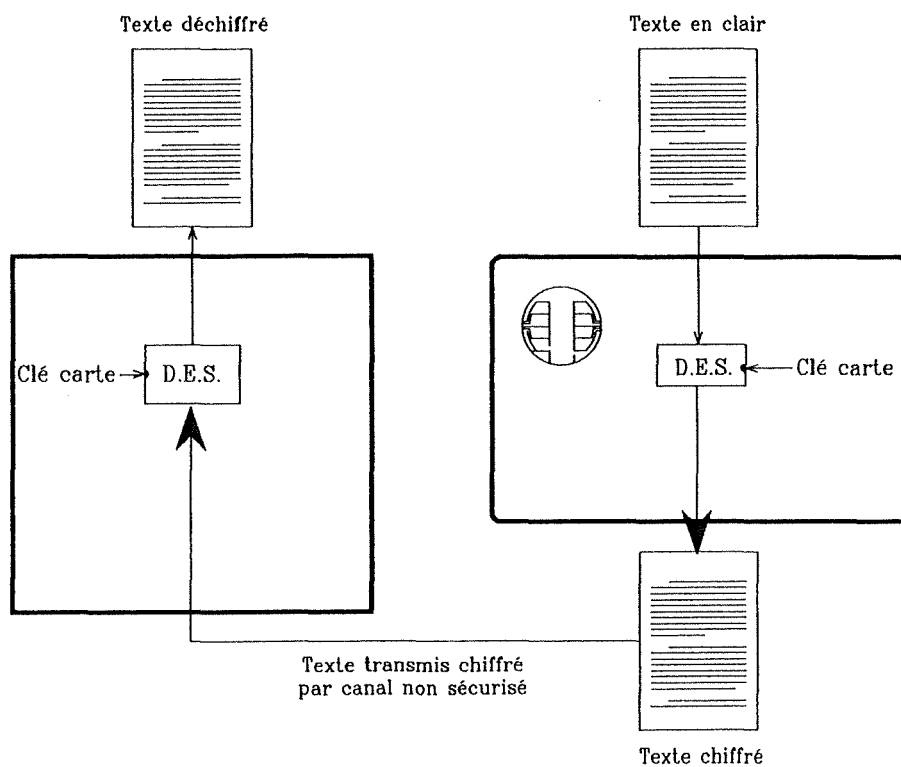 Texte déchiffré
Texte en clair
Clé carte
D.E.S.
D.E.S.
Clé carte
Texte transmis chiffré
par canal non sécurisé
Texte chiffré